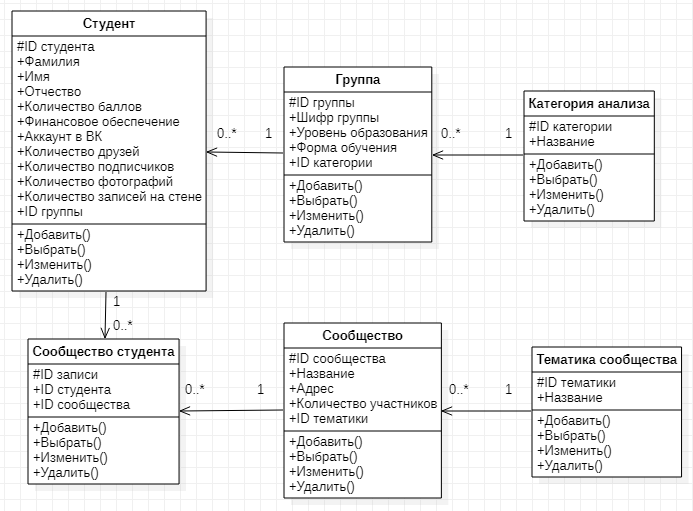 Студент
#ID студента
+Фамилия
+Имя
+Отчество
+Количество баллов
+Финансовое обеспечение
+Аккаунт в ВК
+Количество друзей
+Количество подписчиков
+Количество фотографий
+Количество записей на стене
+ID группы
+Добавить()
+Выбрать()
+Изменить()
+Удалить()
0..*
1
Группа
#ID группы
+Шифр группы
+Уровень образования
+Форма обучения
+ID категории
+Добавить()
+Выбрать()
+Изменить()
+Удалить()
0..*
1
Категория анализа
#ID категории
+Название
+Добавить()
+Выбрать()
+Изменить()
+Удалить()
1
0..*
Сообщество студента
#ID записи
+ID студента
+ID сообщества
+Добавить()
+Выбрать()
+Изменить()
+Удалить()
0..*
1
Сообщество
#ID сообщества
+Название
+Адрес
+Количество участников
+ID тематики
+Добавить()
+Выбрать()
+Изменить()
+Удалить()
0..*
1
Тематика сообщества
#ID тематики
+Название
+Добавить()
+Выбрать()
+Изменить()
+Удалить()